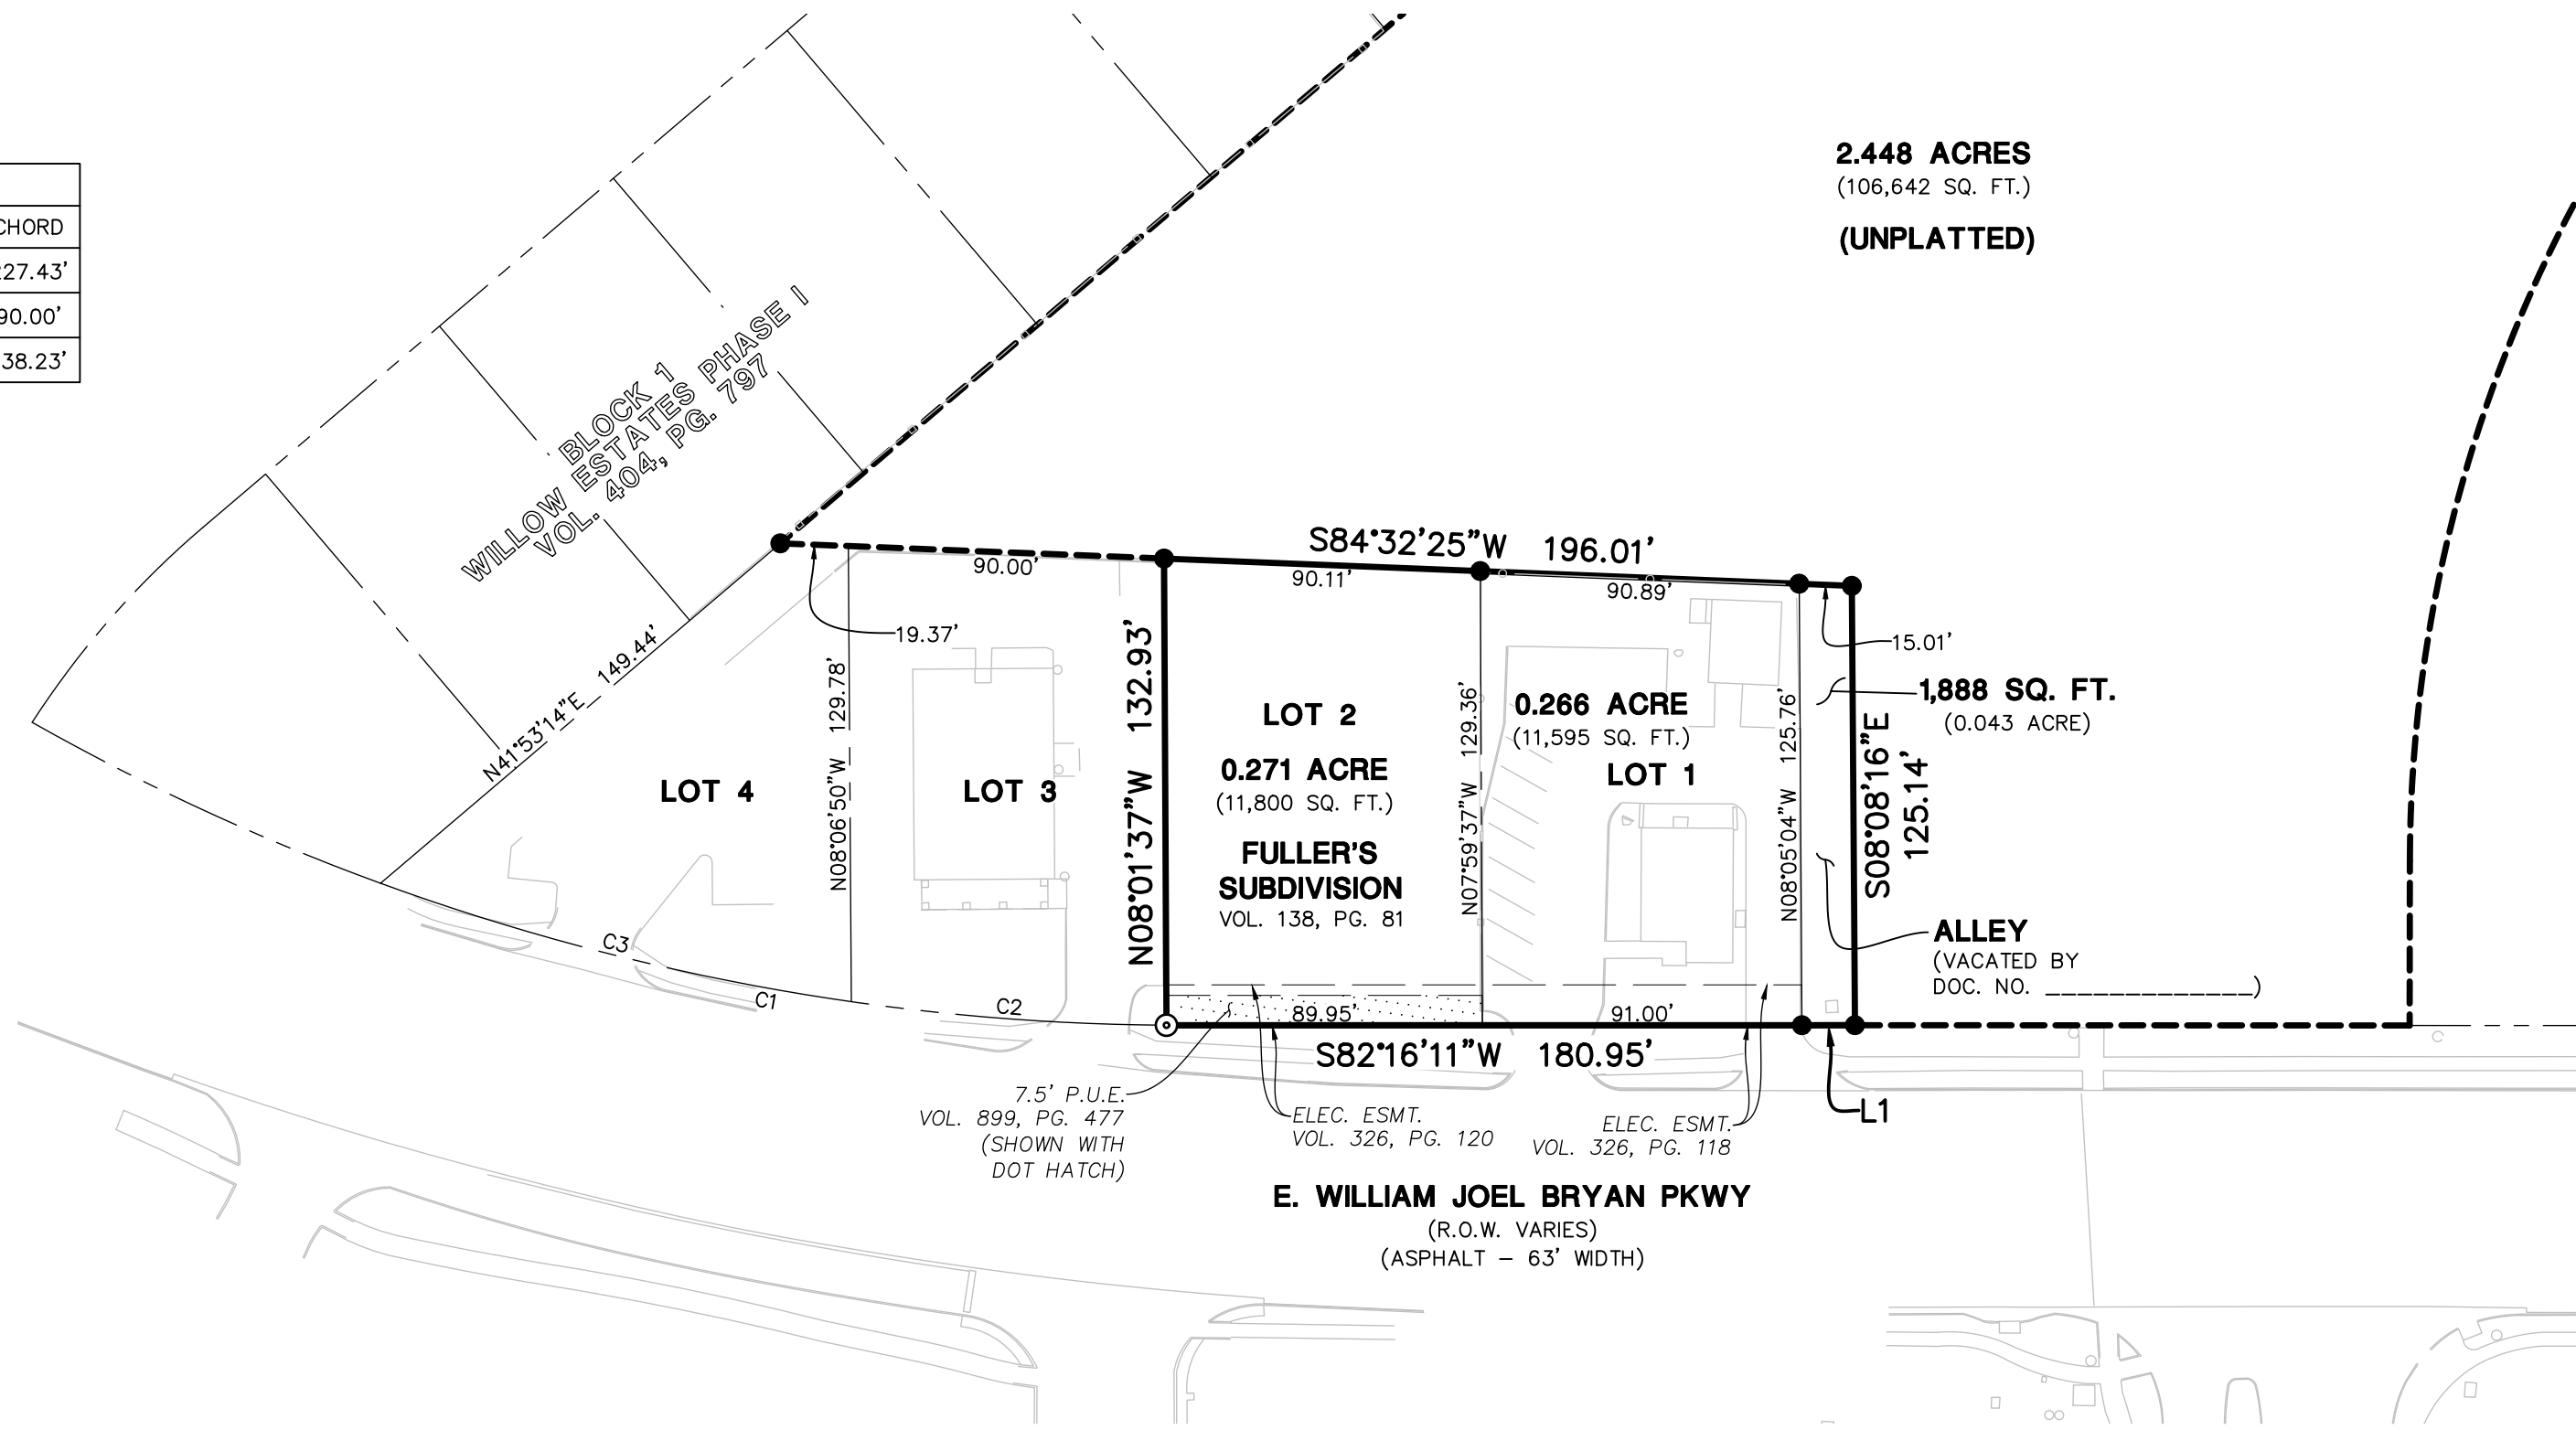 CHORD
227.43'
90.00'
38.23'
2.448 ACRES
(106,642 SQ. FT.)
(UNPLATTED)
BLOCK 1
WILLOW ESTATES PHASE I
VOL. 404, PG. 797
S84°32'25"W 196.01'
90.00'
90.11'
90.89'
19.37'
15.01'
N41°53'14"E 149.44'
N08°06'50"W 129.78'
N08°01'37"W 132.93'
N07°59'37"W 129.36'
N08°05'04"W 125.76'
S08°08'16"E
125.14'
1,888 SQ. FT.
(0.043 ACRE)
LOT 4
LOT 3
LOT 2
0.271 ACRE
(11,800 SQ. FT.)
FULLER'S
SUBDIVISION
VOL. 138, PG. 81
0.266 ACRE
(11,595 SQ. FT.)
LOT 1
ALLEY
(VACATED BY
DOC. NO. ______________)
C3
C1
C2
89.95'
91.00'
S82°16'11"W 180.95'
L1
7.5' P.U.E.
VOL. 899, PG. 477
(SHOWN WITH
DOT HATCH)
ELEC. ESMT.
VOL. 326, PG. 120
ELEC. ESMT.
VOL. 326, PG. 118
E. WILLIAM JOEL BRYAN PKWY
(R.O.W. VARIES)
(ASPHALT – 63' WIDTH)